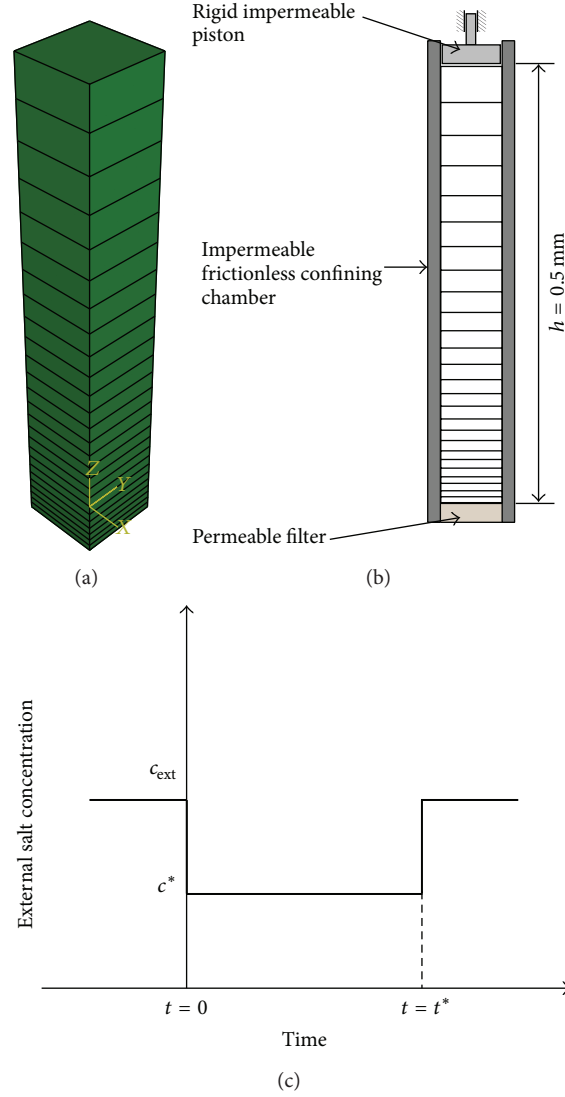 Rigid impermeable
piston
Impermeable
frictionless confining
chamber
h = 0.5 mm
Permeable filter
Z
Y
X
(a)
(b)
External salt concentration
c_ext
c*
t = 0
t = t*
Time
(c)